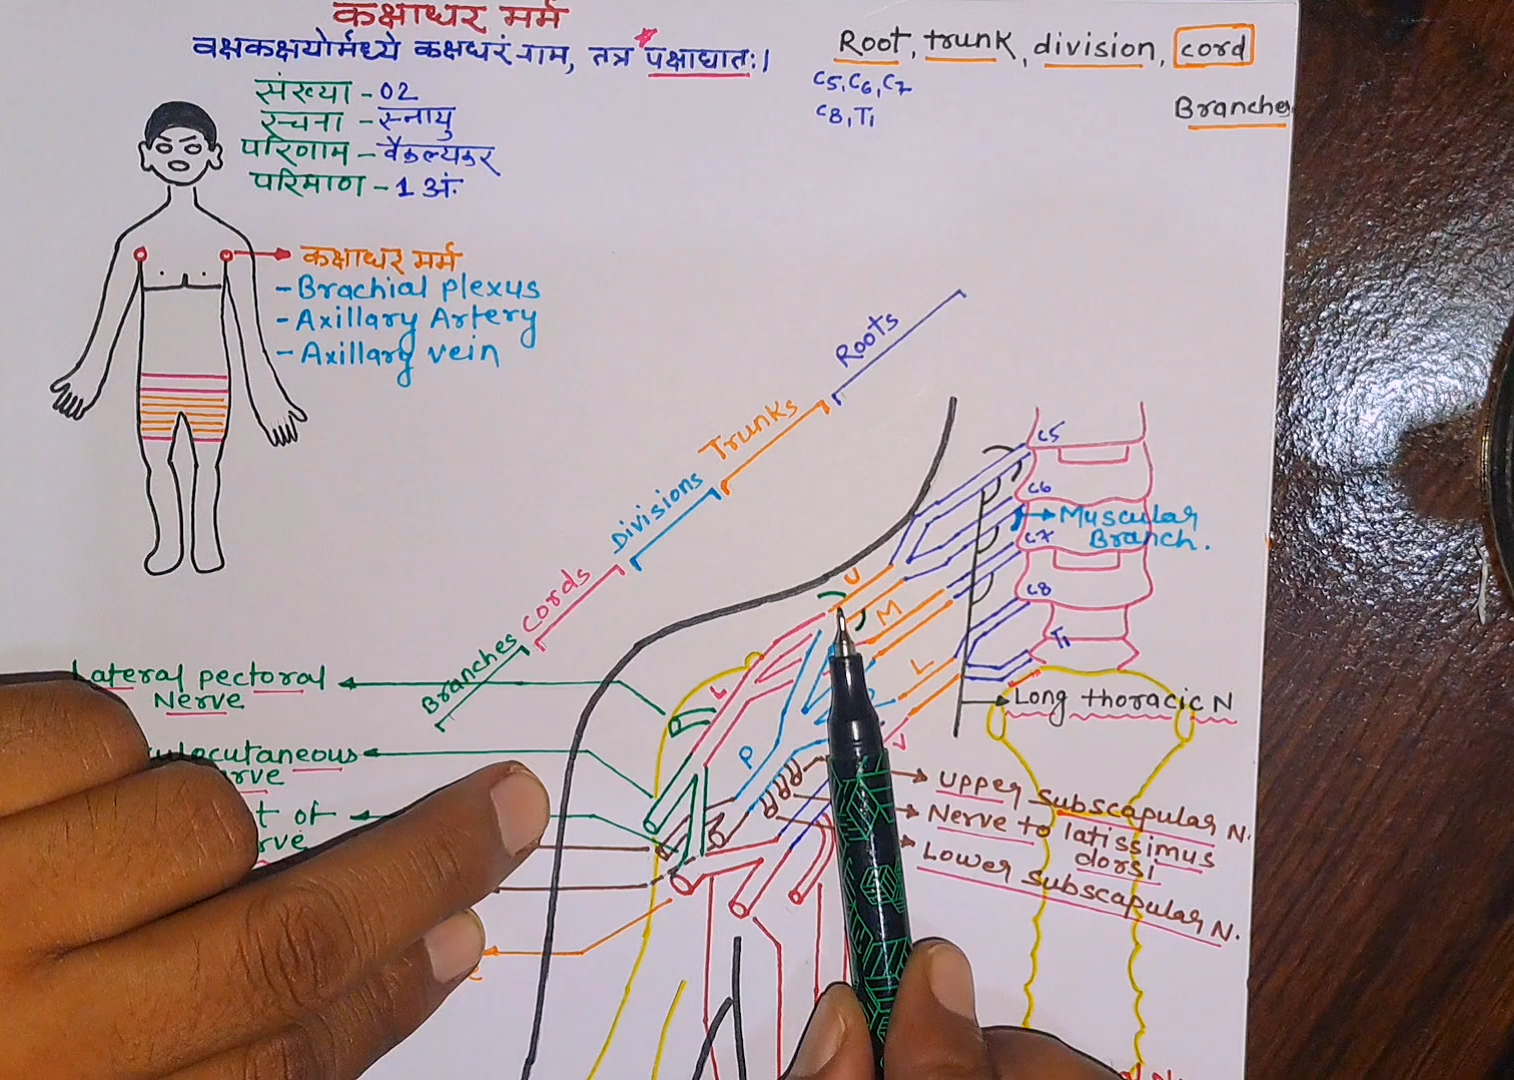 कक्षाधर मर्म
वक्षकक्षयोर्मध्ये कक्षधरं नाम, तत्र पक्षाघातः।
संख्या - 02
रचना - स्नायु
परिणाम - वैकल्यकर
परिमाण - 1 अं.
Root, trunk, division, cord
C5, C6, C7
C8, T1
Branches
कक्षाधर मर्म
- Brachial plexus
- Axillary Artery
- Axillary vein
Roots
Trunks
Divisions
Cords
Branches
C5
C6
Muscular
Branch.
C7
C8
T1
U
M
L
L
P
Long thoracic N
Lateral pectoral
Nerve
Upper subscapular N.
Nerve to latissimus
dorsi
Lower subscapular N.